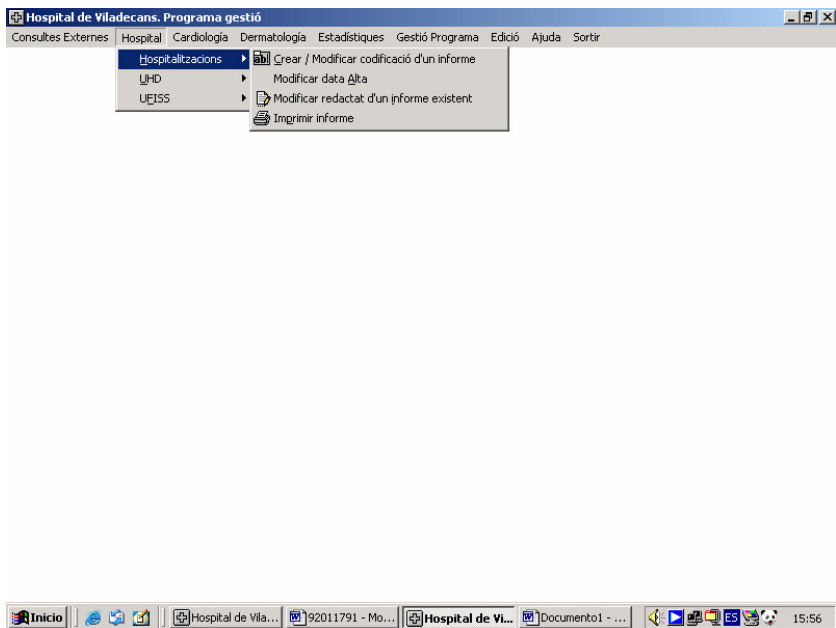 Hospital de Viladecans. Programa gestió
Consultes Externes Hospital Cardiología Dermatología Estadístiques Gestió Programa Edició Ajuda Sortir
Hospitalitzacions
UHD
UFISS
Crear / Modificar codificació d'un informe
Modificar data Alta
Modificar redactat d'un informe existent
Imprimir informe
Inicio Hospital de Vila... 92011791 - Mo... Hospital de Vi... Documento1 - ... ES 15:56